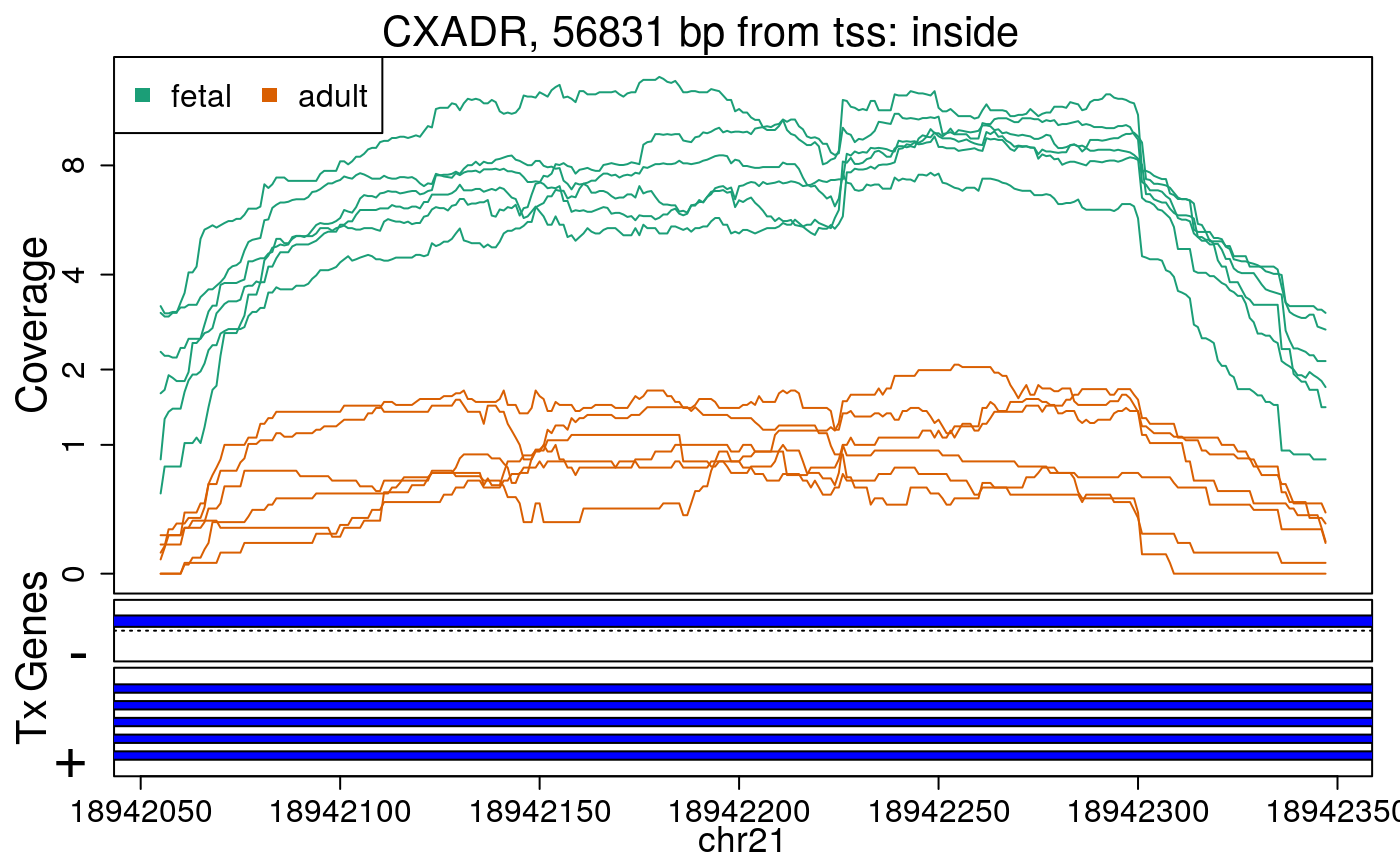 CXADR, 56831 bp from tss: inside
fetal adult
Coverage
8
4
2
1
0
Genes
-
Tx
+
18942050 18942100 18942150 18942200 18942250 18942300 18942350
chr21